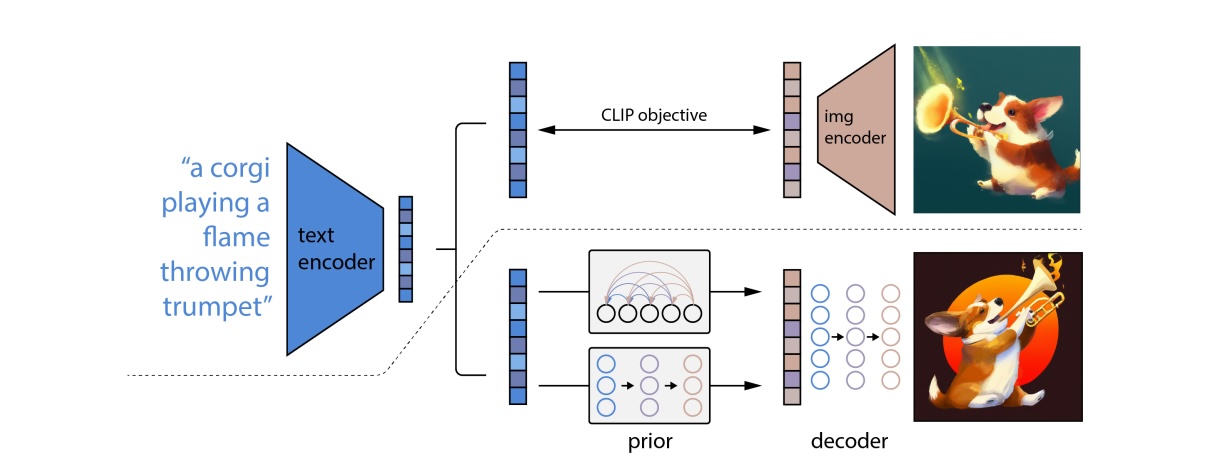 “a corgi
playing a
flame
throwing
trumpet”
text
encoder
CLIP objective
img
encoder
prior
decoder